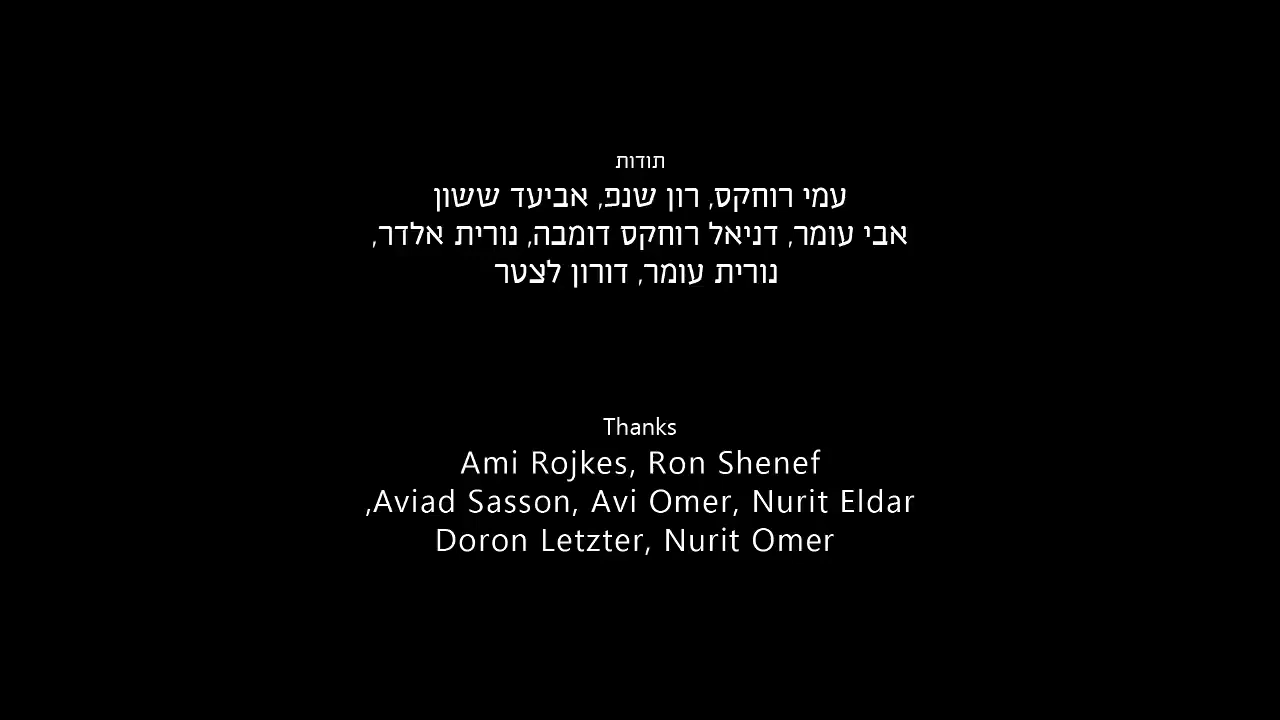 תודות
עמי רוחקס, רון שנפ, אביעד ששון
אבי עומר, דניאל רוחקס דומבה, נורית אלדר,
נורית עומר, דורון לצטר
Thanks
Ami Rojkes, Ron Shenef
,Aviad Sasson, Avi Omer, Nurit Eldar
Doron Letzter, Nurit Omer